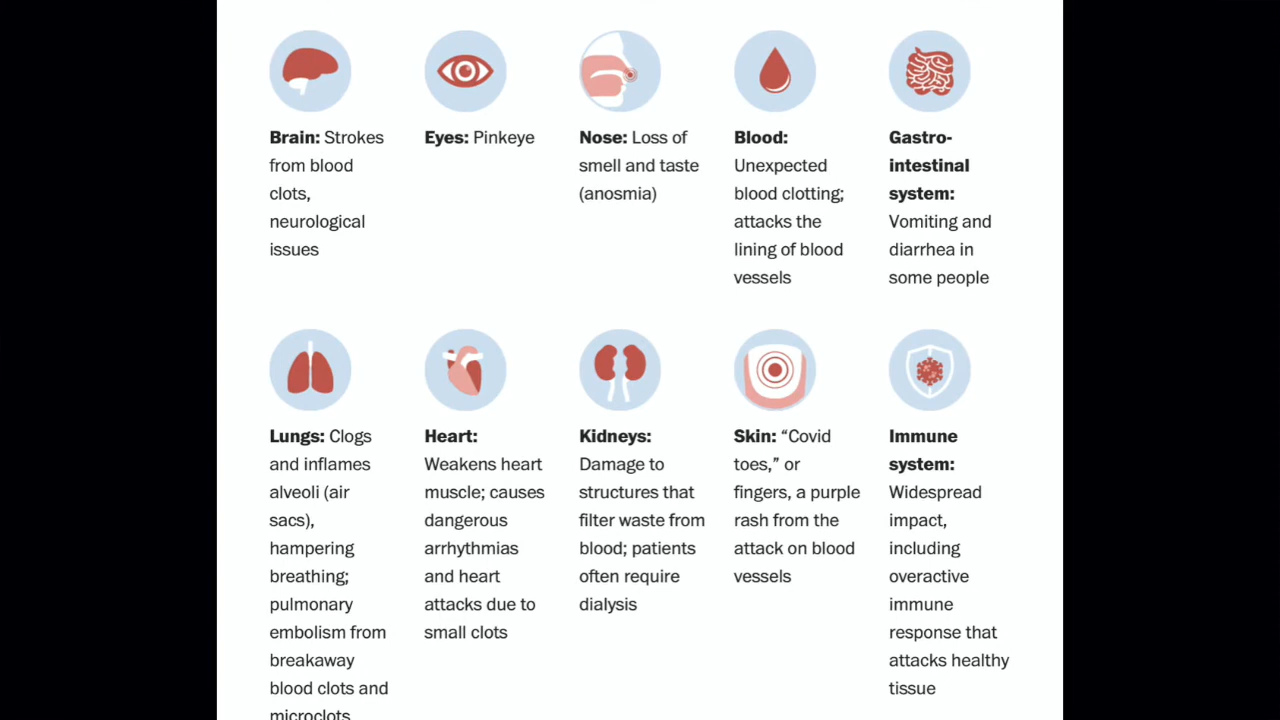 Brain: Strokes
from blood
clots,
neurological
issues
Eyes: Pinkeye
Nose: Loss of
smell and taste
(anosmia)
Blood:
Unexpected
blood clotting;
attacks the
lining of blood
vessels
Gastro-
intestinal
system:
Vomiting and
diarrhea in
some people
Lungs: Clogs
and inflames
alveoli (air
sacs),
hampering
breathing;
pulmonary
embolism from
breakaway
blood clots and
microclots
Heart:
Weakens heart
muscle; causes
dangerous
arrhythmias
and heart
attacks due to
small clots
Kidneys:
Damage to
structures that
filter waste from
blood; patients
often require
dialysis
Skin: “Covid
toes,” or
fingers, a purple
rash from the
attack on blood
vessels
Immune
system:
Widespread
impact,
including
overactive
immune
response that
attacks healthy
tissue